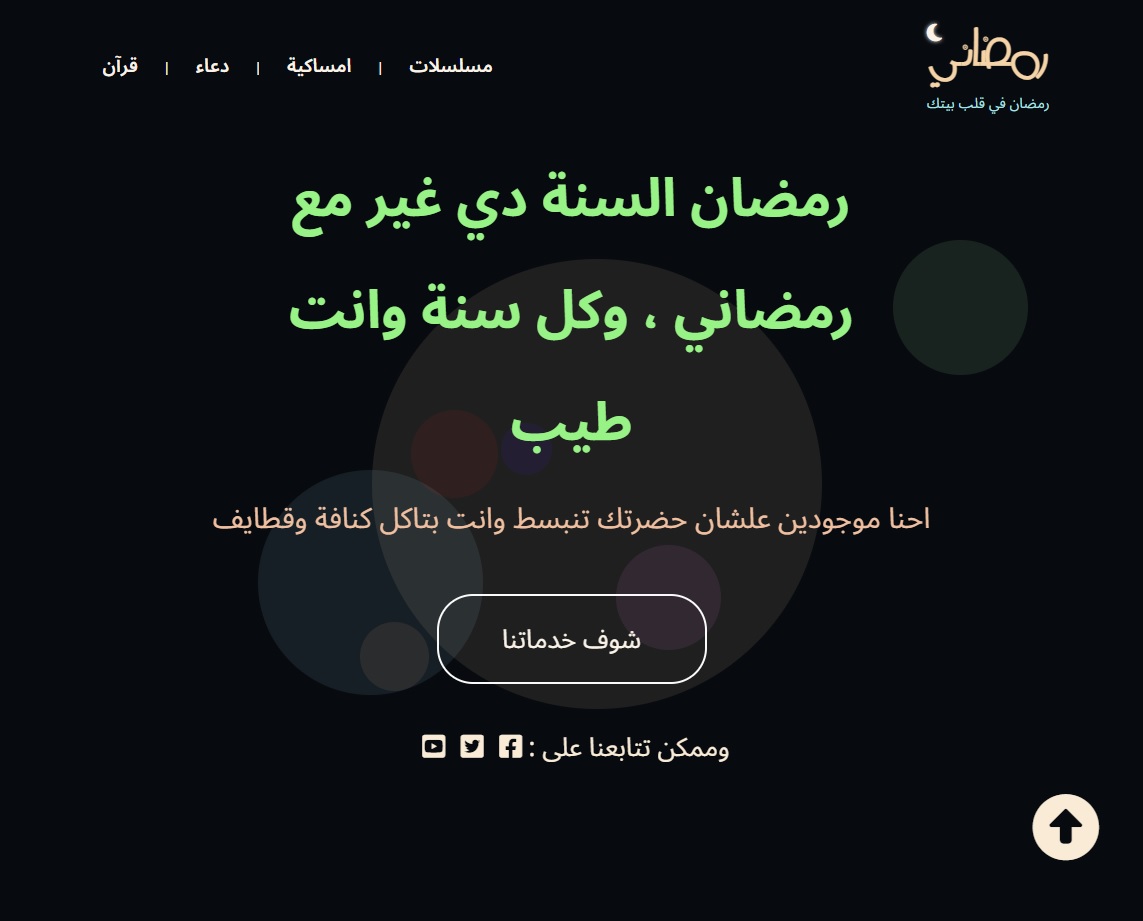 رمضاني
رمضان في قلب بيتك
مسلسلات | امساكية | دعاء | قرآن
رمضان السنة دي غير مع
رمضاني ، وكل سنة وانت
طيب
احنا موجودين علشان حضرتك تنبسط وانت بتاكل كنافة وقطايف
شوف خدماتنا
وممكن تتابعنا على :